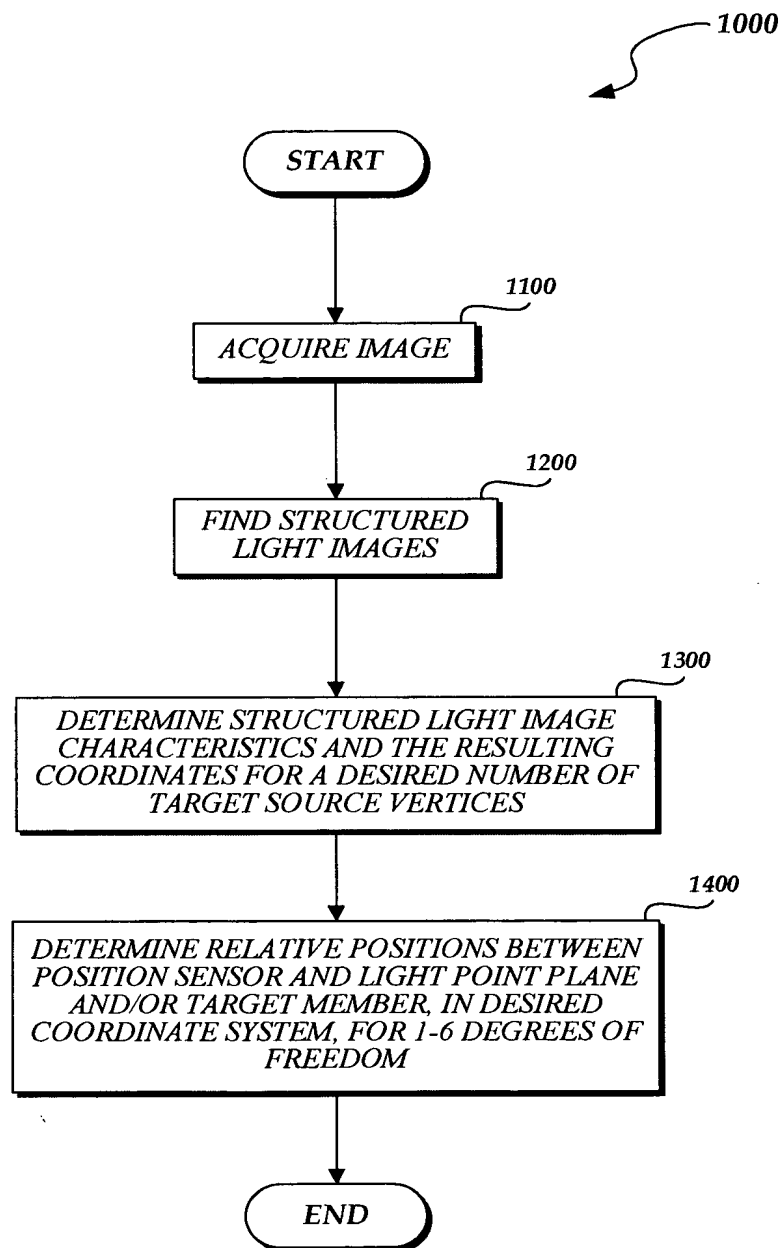 1000
START
1100
ACQUIRE IMAGE
1200
FIND STRUCTURED
LIGHT IMAGES
1300
DETERMINE STRUCTURED LIGHT IMAGE
CHARACTERISTICS AND THE RESULTING
COORDINATES FOR A DESIRED NUMBER OF
TARGET SOURCE VERTICES
1400
DETERMINE RELATIVE POSITIONS BETWEEN
POSITION SENSOR AND LIGHT POINT PLANE
AND/OR TARGET MEMBER, IN DESIRED
COORDINATE SYSTEM, FOR 1-6 DEGREES OF
FREEDOM
END